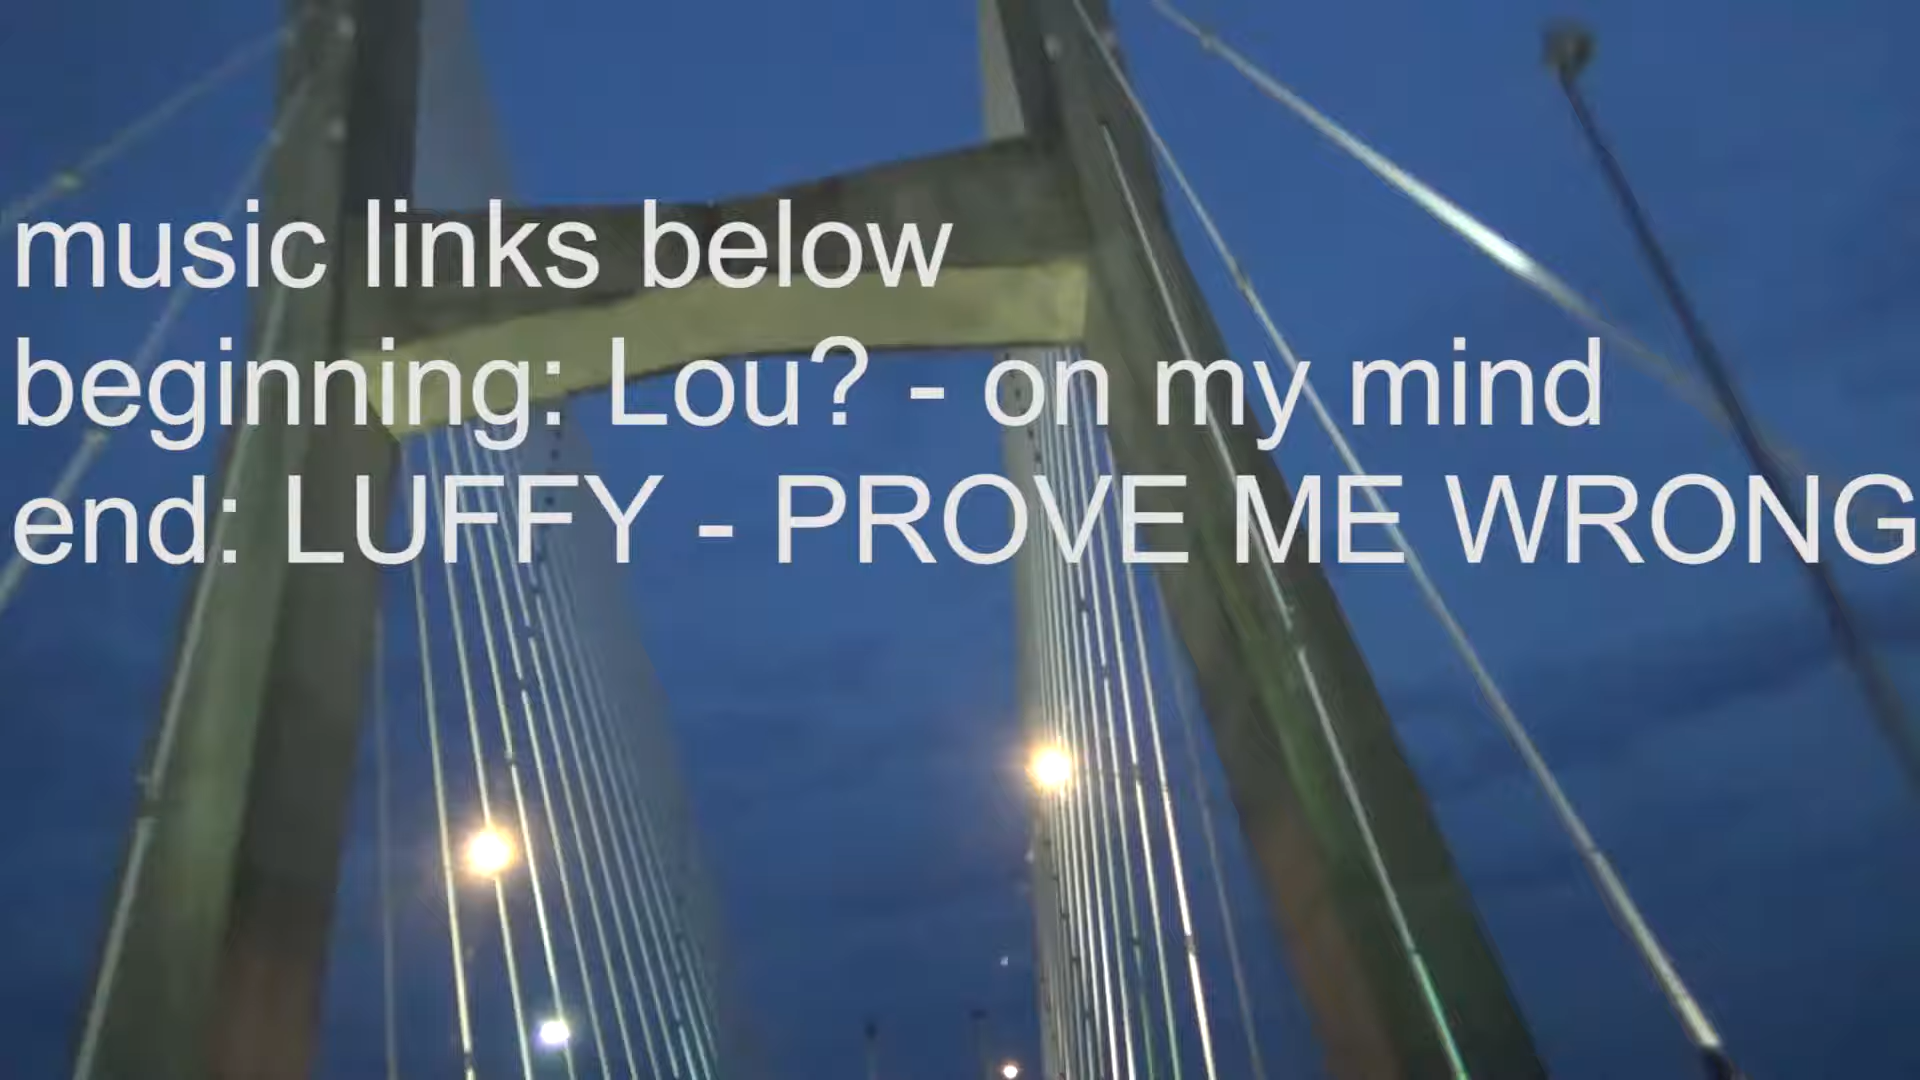 music links below
beginning: Lou? - on my mind
end: LUFFY - PROVE ME WRONG